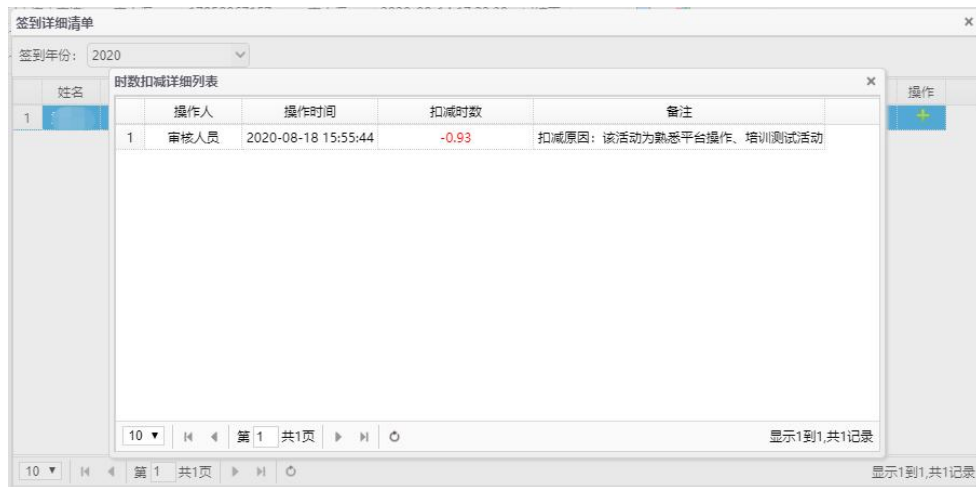 签到详细清单 ×
签到年份： 2020
时数扣减详细列表 ×
姓名 操作
操作人 操作时间 扣减时数 备注
1
1 审核人员 2020-08-18 15:55:44 -0.93 扣减原因：该活动为熟悉平台操作、培训测试活动
10 第 1 共1页 显示1到1,共1记录
10 第 1 共1页 显示1到1,共1记录